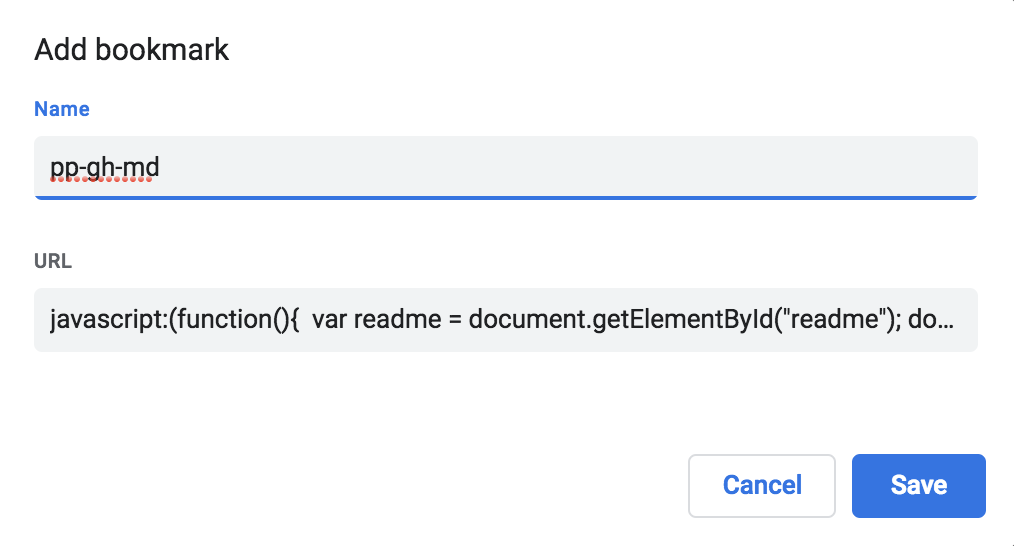 Add bookmark
Name
pp-gh-md
URL
javascript:(function(){  var readme = document.getElementById("readme"); do...
Cancel
Save